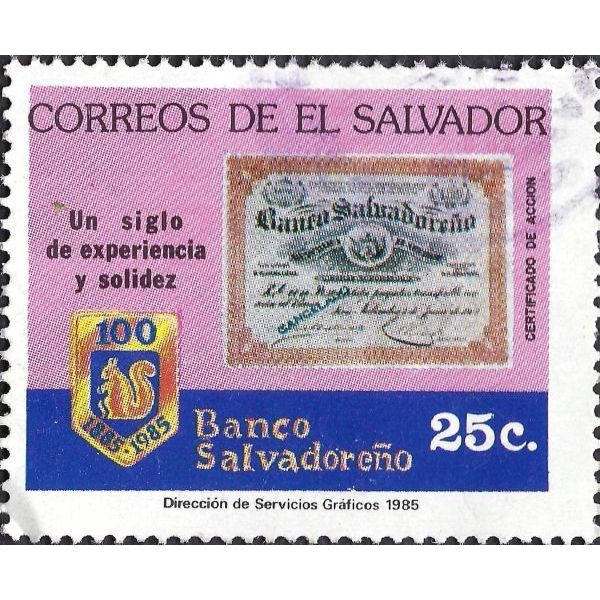 CORREOS DE EL SALVADOR
Un siglo
de experiencia
y solidez
Banco Salvadoreño
CANCELADO
CERTIFICADO DE ACCION
100
1885-1985
Banco
Salvadoreño
25c.
Dirección de Servicios Gráficos 1985